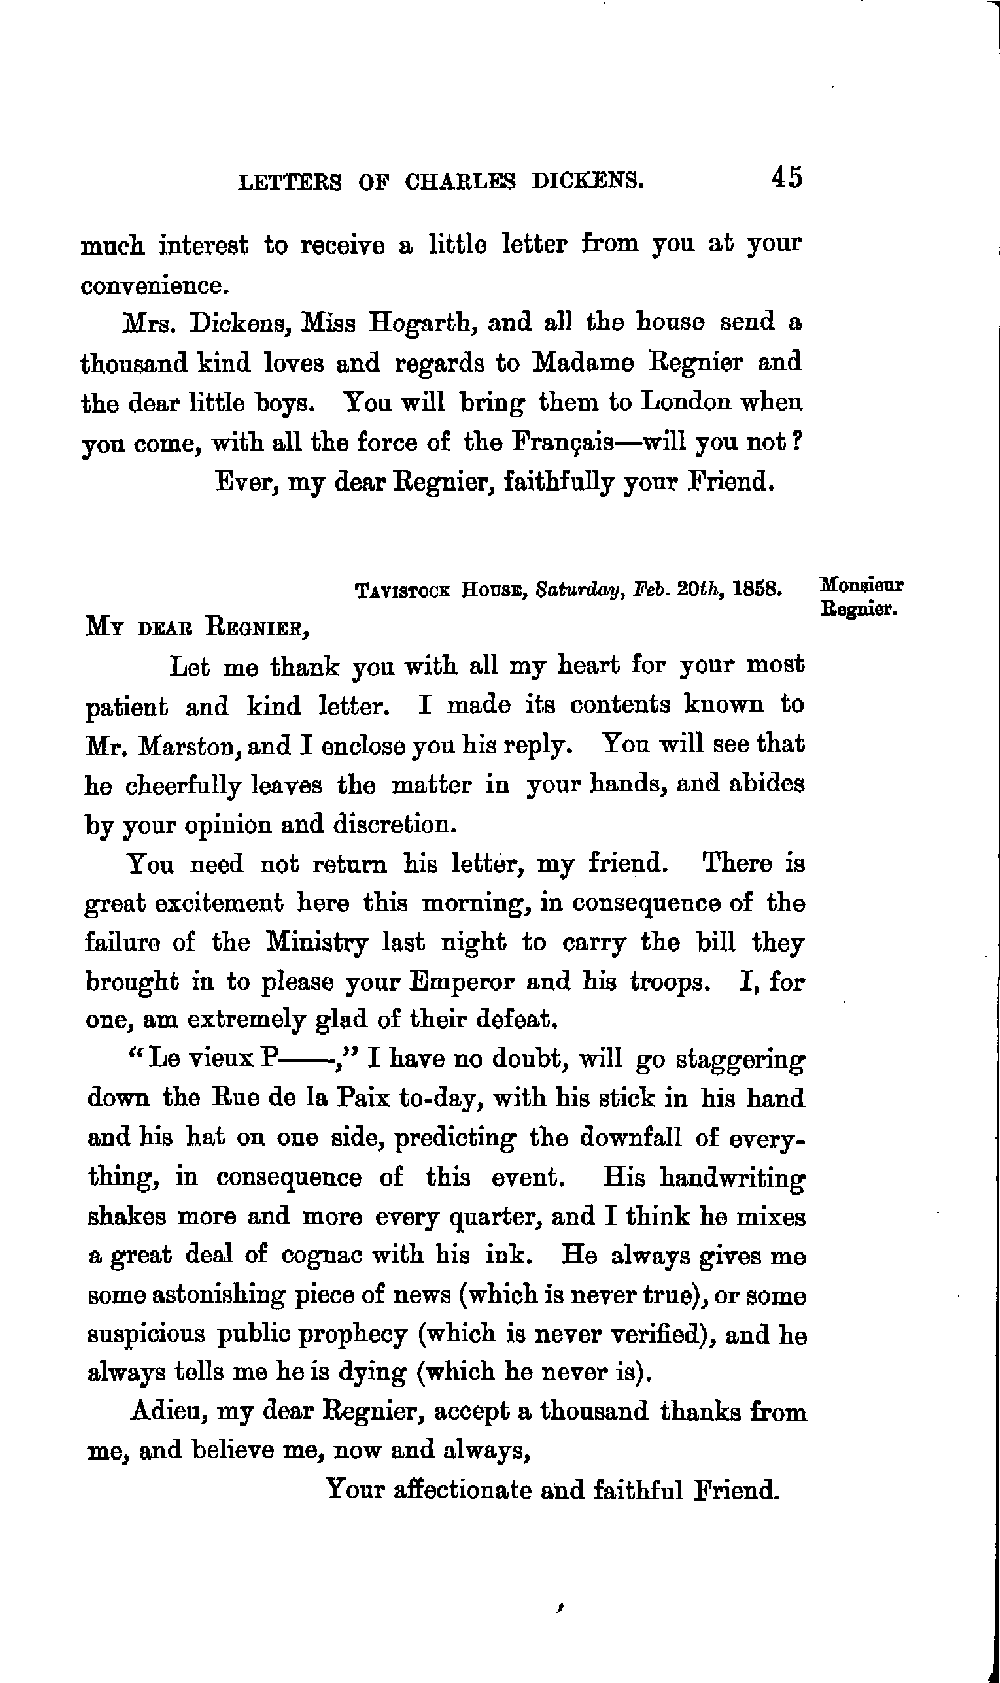 LETTERS OF CHARLES DICKENS. 45
much interest to receive a little letter from you at your
convenience.
Mrs. Dickens, Miss Hogarth, and all the house send a
thousand kind loves and regards to Madame Regnier and
the dear little boys. You will bring them to London when
you come, with all the force of the Français—will you not?
Ever, my dear Regnier, faithfully your Friend.
TAVISTOCK HOUSE, Saturday, Feb. 20th, 1858.
Monsieur
Regnier.
MY DEAR REGNIER,
Let me thank you with all my heart for your most
patient and kind letter. I made its contents known to
Mr. Marston, and I enclose you his reply. You will see that
he cheerfully leaves the matter in your hands, and abides
by your opinion and discretion.
You need not return his letter, my friend. There is
great excitement here this morning, in consequence of the
failure of the Ministry last night to carry the bill they
brought in to please your Emperor and his troops. I, for
one, am extremely glad of their defeat.
“Le vieux P——,” I have no doubt, will go staggering
down the Rue de la Paix to-day, with his stick in his hand
and his hat on one side, predicting the downfall of every-
thing, in consequence of this event. His handwriting
shakes more and more every quarter, and I think he mixes
a great deal of cognac with his ink. He always gives me
some astonishing piece of news (which is never true), or some
suspicious public prophecy (which is never verified), and he
always tells me he is dying (which he never is).
Adieu, my dear Regnier, accept a thousand thanks from
me, and believe me, now and always,
Your affectionate and faithful Friend.